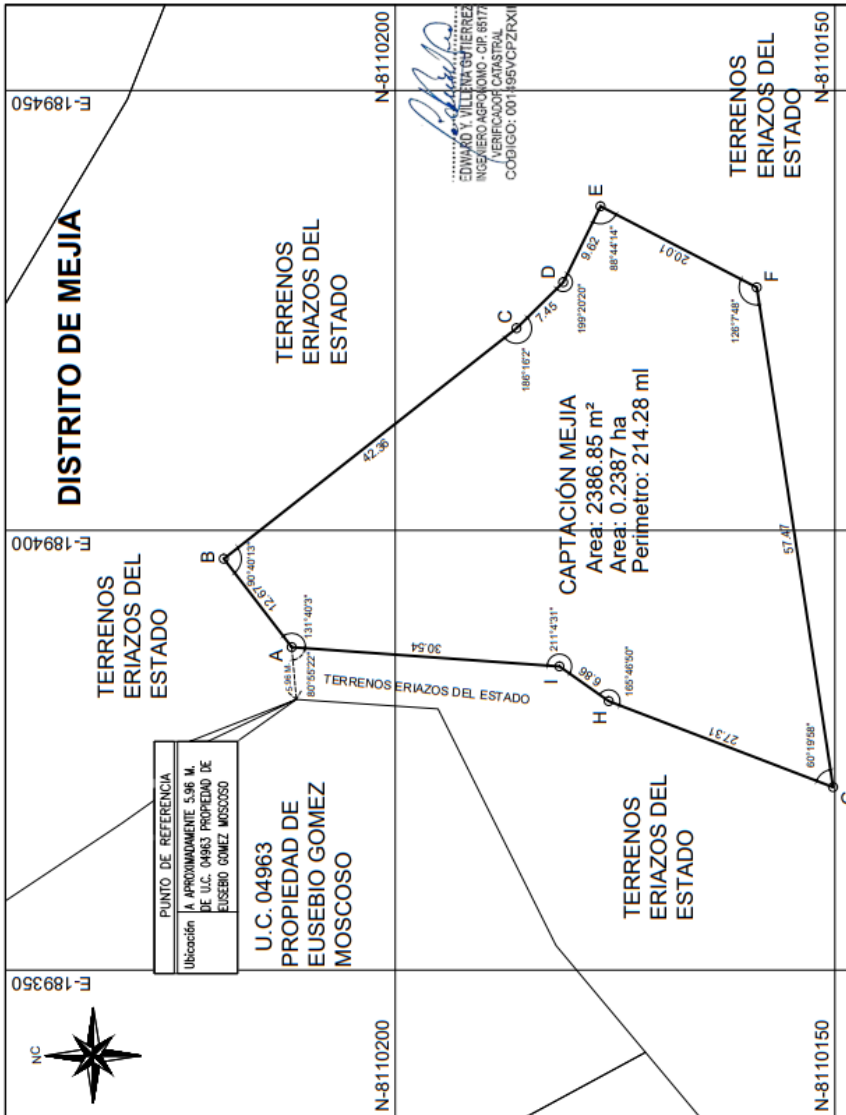 NC
E-189350
E-189400
E-189450
DISTRITO DE MEJIA
PUNTO DE REFERENCIA
Ubicación
A APROXIMADAMENTE 5.96 M.
DE U.C. 04963 PROPIEDAD DE
EUSEBIO GOMEZ MOSCOSO
TERRENOS
ERIAZOS DEL
ESTADO
TERRENOS
ERIAZOS DEL
ESTADO
U.C. 04963
PROPIEDAD DE
EUSEBIO GOMEZ
MOSCOSO
5.96 M.
80°55'22"
A
131°40'3"
12.67
B
90°40'13"
42.36
TERRENOS ERIAZOS DEL ESTADO
30.54
N-8110200
N-8110200
EDWARD Y. VILLENA GUTIERREZ
INGENIERO AGRONOMO - CIP. 65177
VERIFICADOR CATASTRAL
CODIGO: 001495VCPZRXII
C
186°16'2"
7.45
D
199°20'20"
9.62
E
88°44'14"
20.01
F
126°7'48"
I
211°4'31"
6.86
H
165°46'50"
27.31
CAPTACIÓN MEJIA
Area: 2386.85 m²
Area: 0.2387 ha
Perimetro: 214.28 ml
57.47
TERRENOS
ERIAZOS DEL
ESTADO
TERRENOS
ERIAZOS DEL
ESTADO
60°19'58"
G
N-8110150
N-8110150